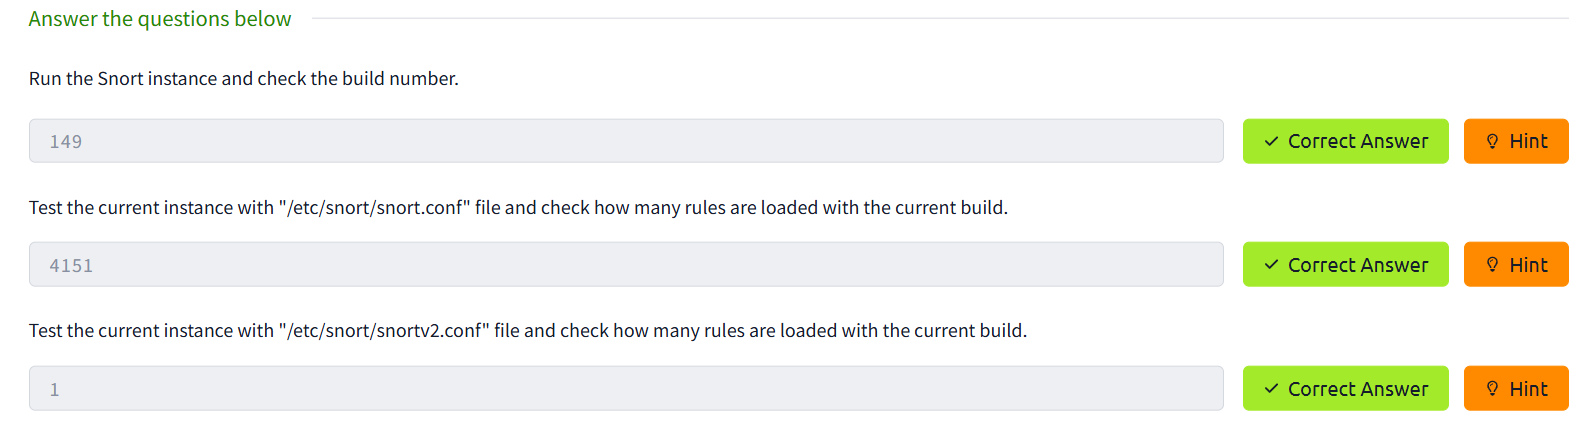 Answer the questions below
Run the Snort instance and check the build number.
149
Correct Answer
Hint
Test the current instance with "/etc/snort/snort.conf" file and check how many rules are loaded with the current build.
4151
Correct Answer
Hint
Test the current instance with "/etc/snort/snortv2.conf" file and check how many rules are loaded with the current build.
1
Correct Answer
Hint